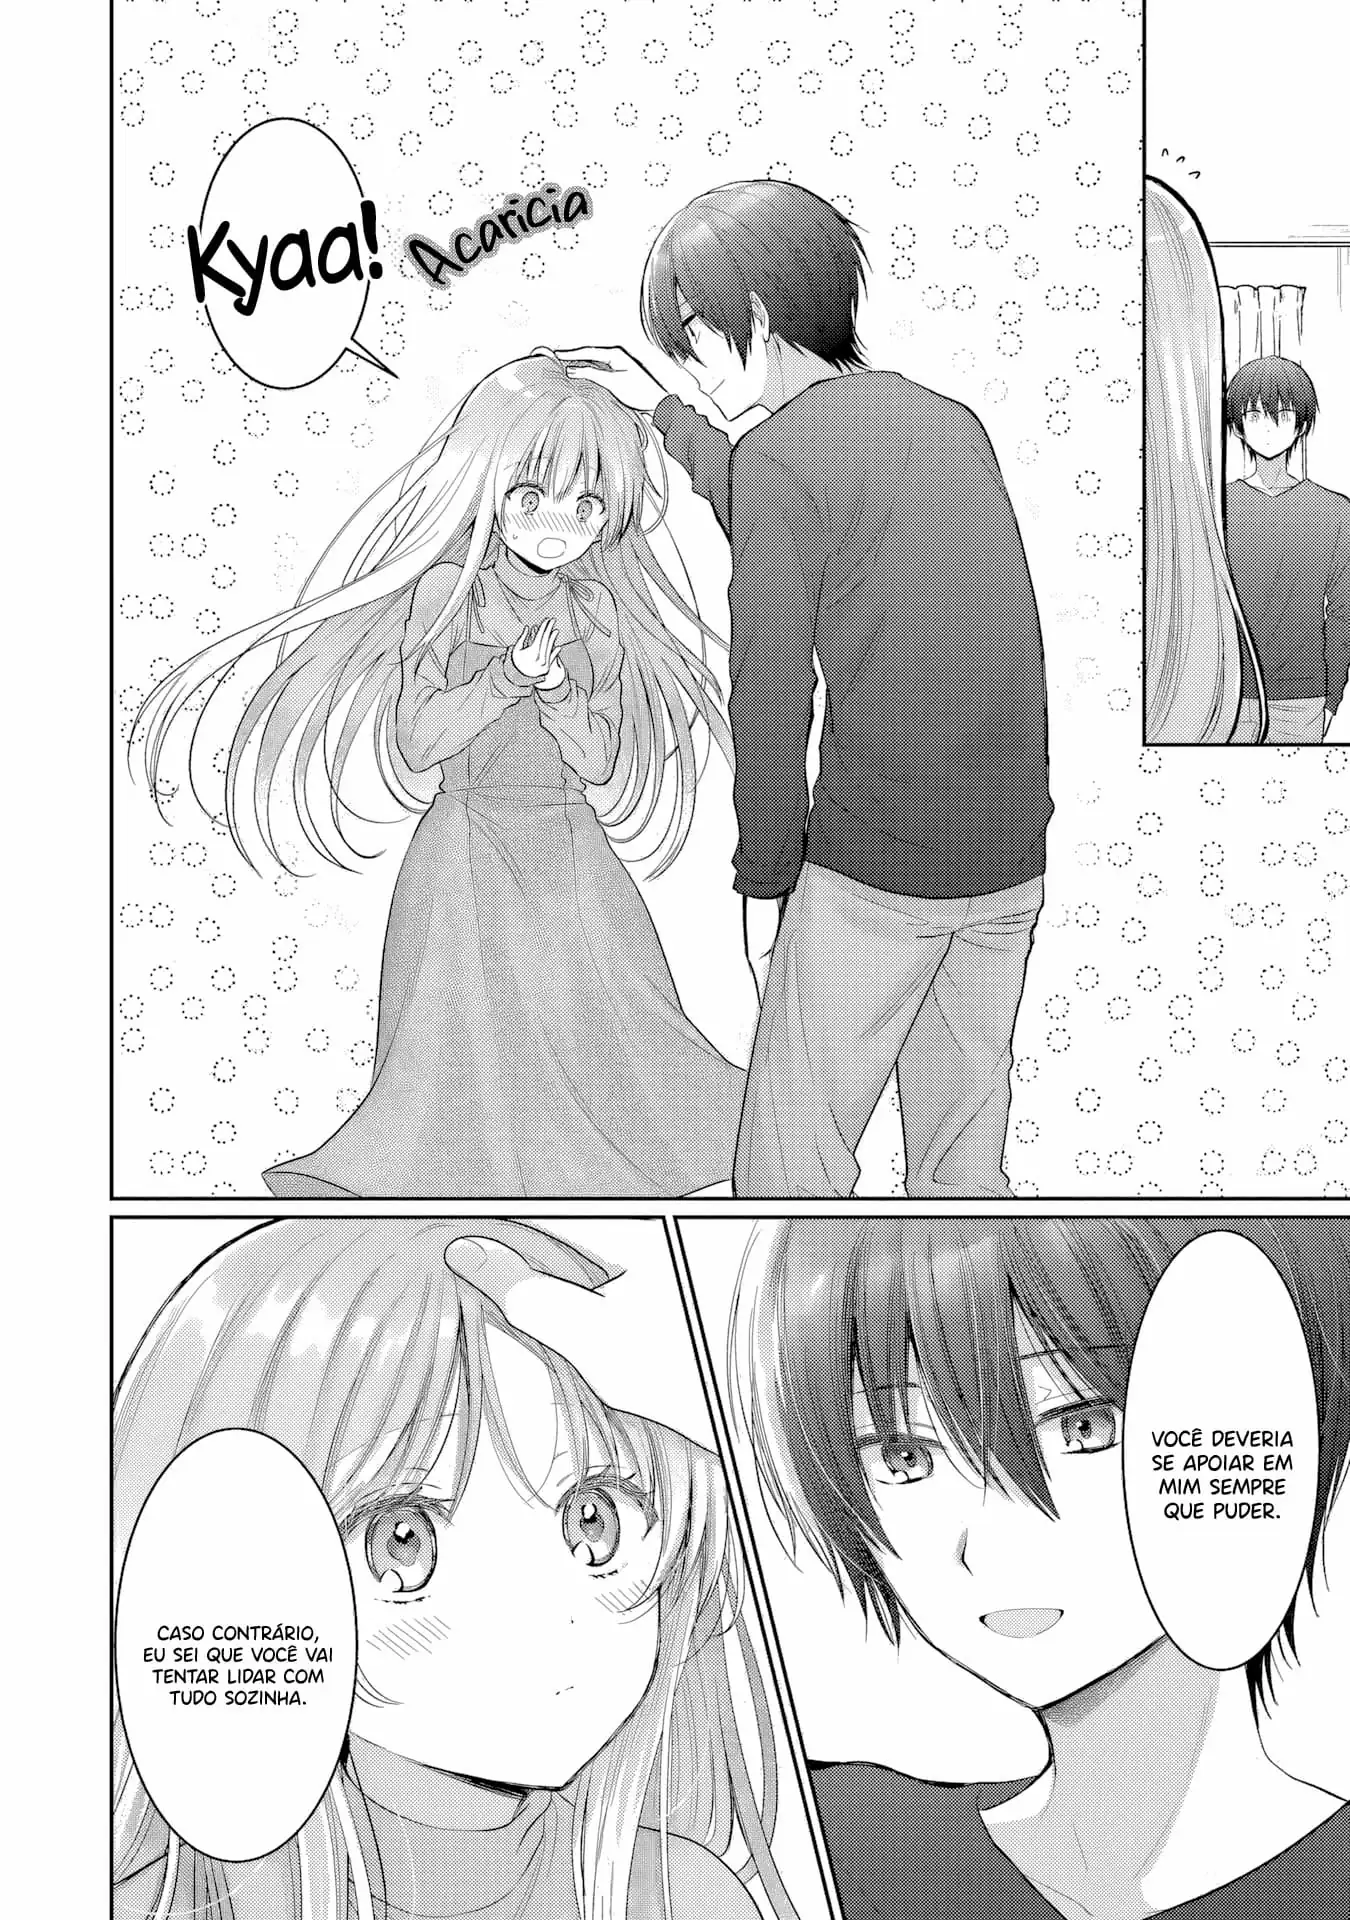 Acaricia
Kyaa!
VOCÊ DEVERIA
SE APOIAR EM
MIM SEMPRE
QUE PUDER.
CASO CONTRÁRIO,
EU SEI QUE VOCÊ VAI
TENTAR LIDAR COM
TUDO SOZINHA.